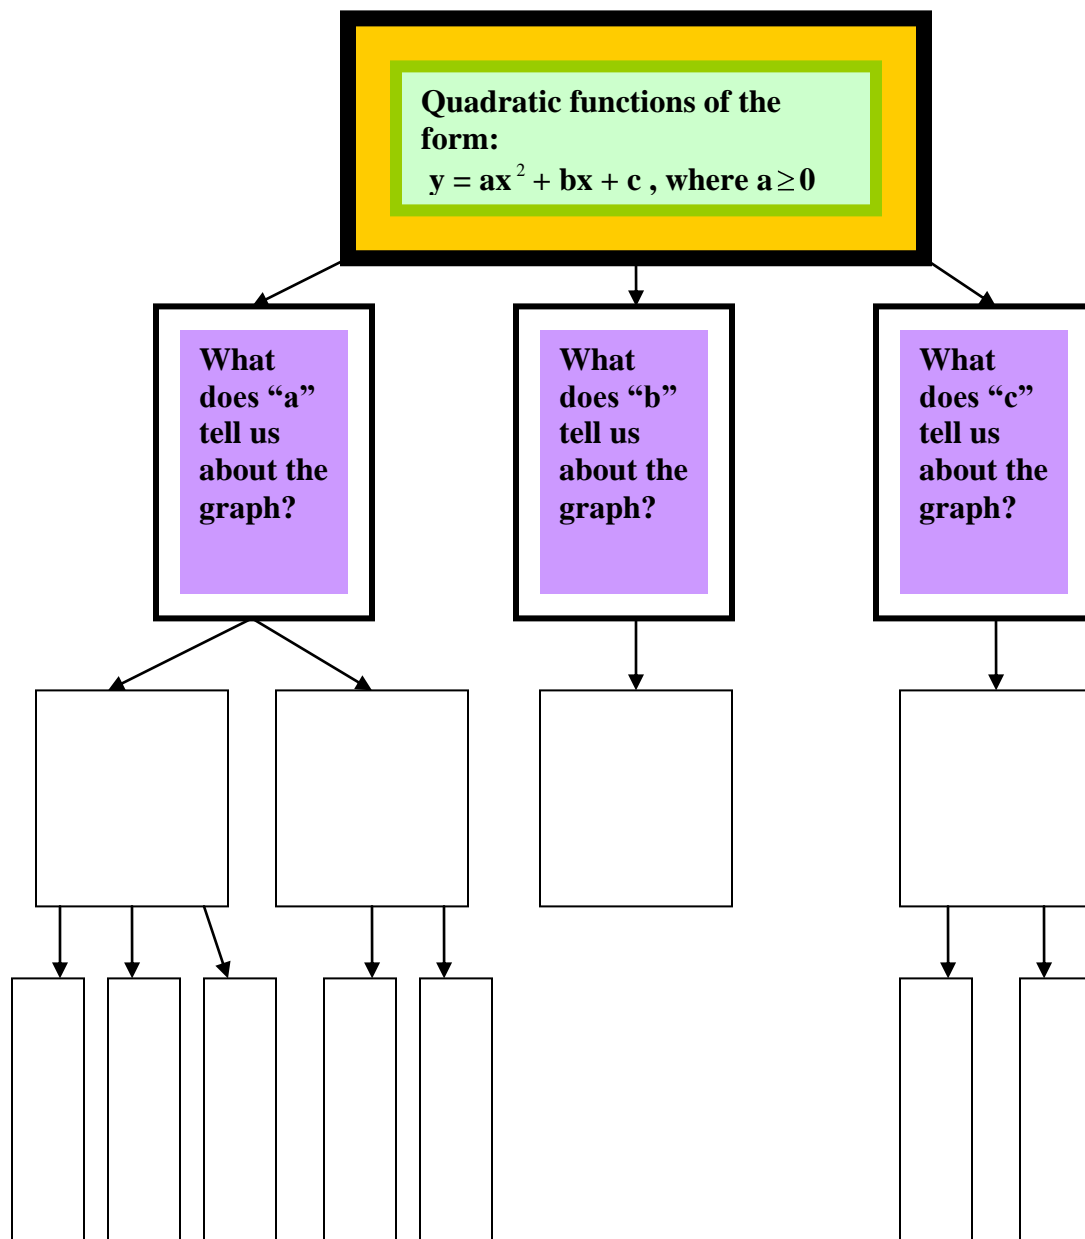 Quadratic functions of the
form:
y = ax² + bx + c , where a ≥ 0
What
does “a”
tell us
about the
graph?
What
does “b”
tell us
about the
graph?
What
does “c”
tell us
about the
graph?